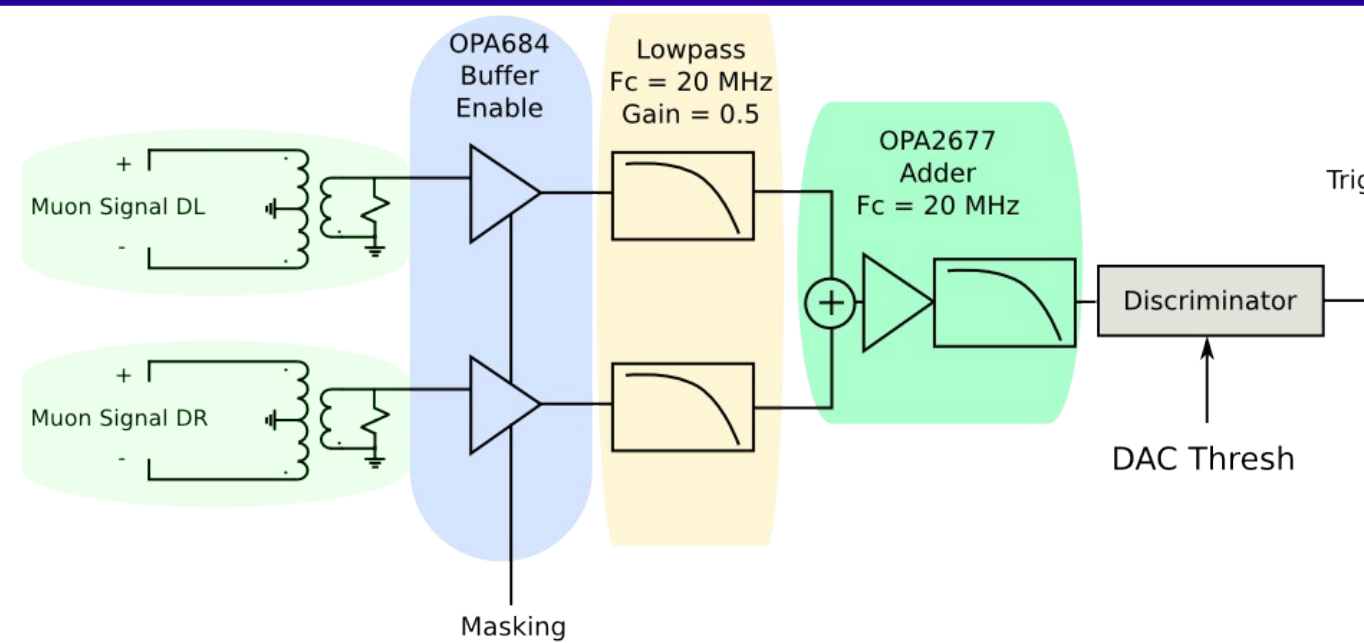 OPA684
Buffer
Enable
Lowpass
Fc = 20 MHz
Gain = 0.5
OPA2677
Adder
Fc = 20 MHz
+
Muon Signal DL
-
+
Muon Signal DR
-
+
Discriminator
DAC Thresh
Masking